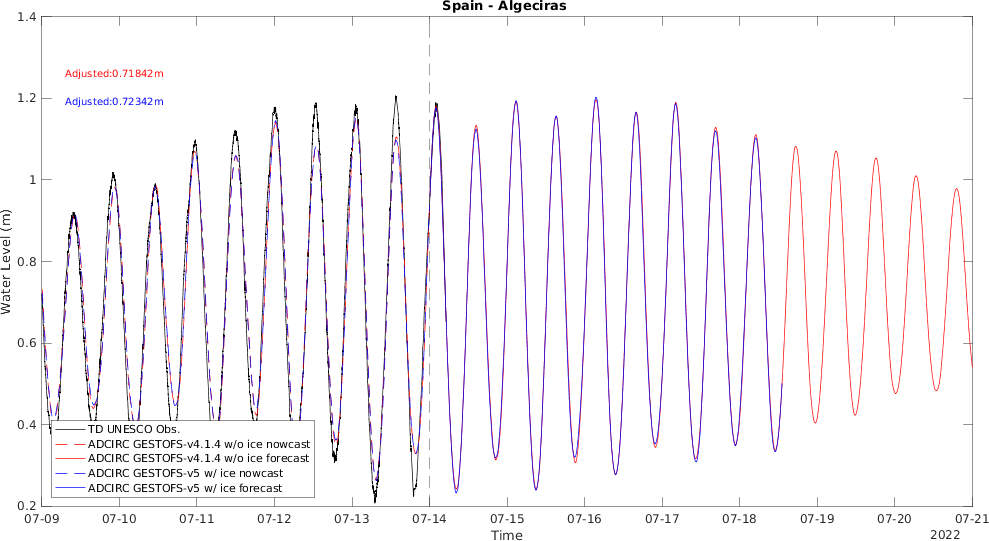 Spain - Algeciras
1.4
1.2
1
0.8
0.6
0.4
0.2
Water Level (m)
Adjusted:0.71842m
Adjusted:0.72342m
TD UNESCO Obs.
ADCIRC GESTOFS-v4.1.4 w/o ice nowcast
ADCIRC GESTOFS-v4.1.4 w/o ice forecast
ADCIRC GESTOFS-v5 w/ ice nowcast
ADCIRC GESTOFS-v5 w/ ice forecast
07-09 07-10 07-11 07-12 07-13 07-14 07-15 07-16 07-17 07-18 07-19 07-20 07-21
Time
2022